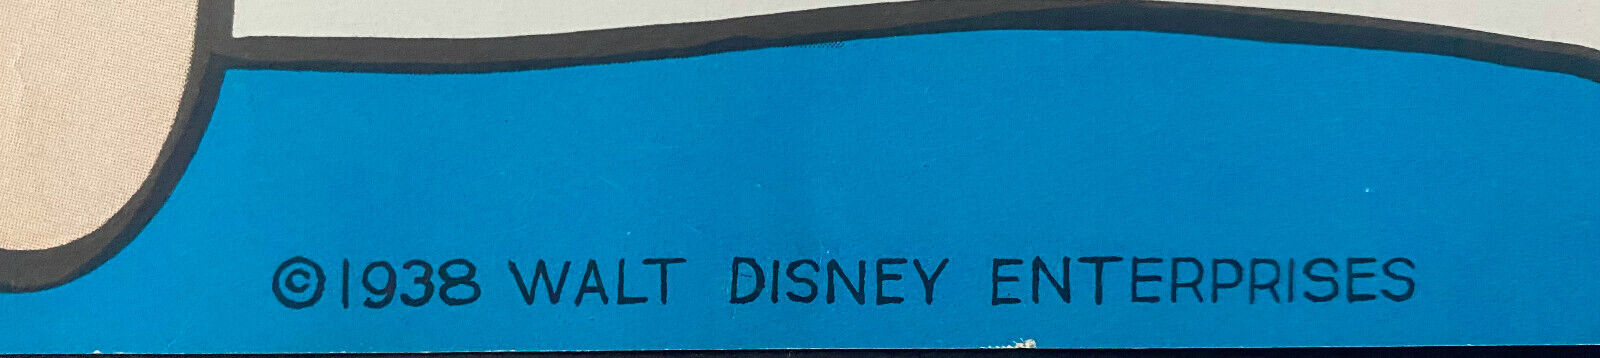 ©1938 WALT DISNEY ENTERPRISES